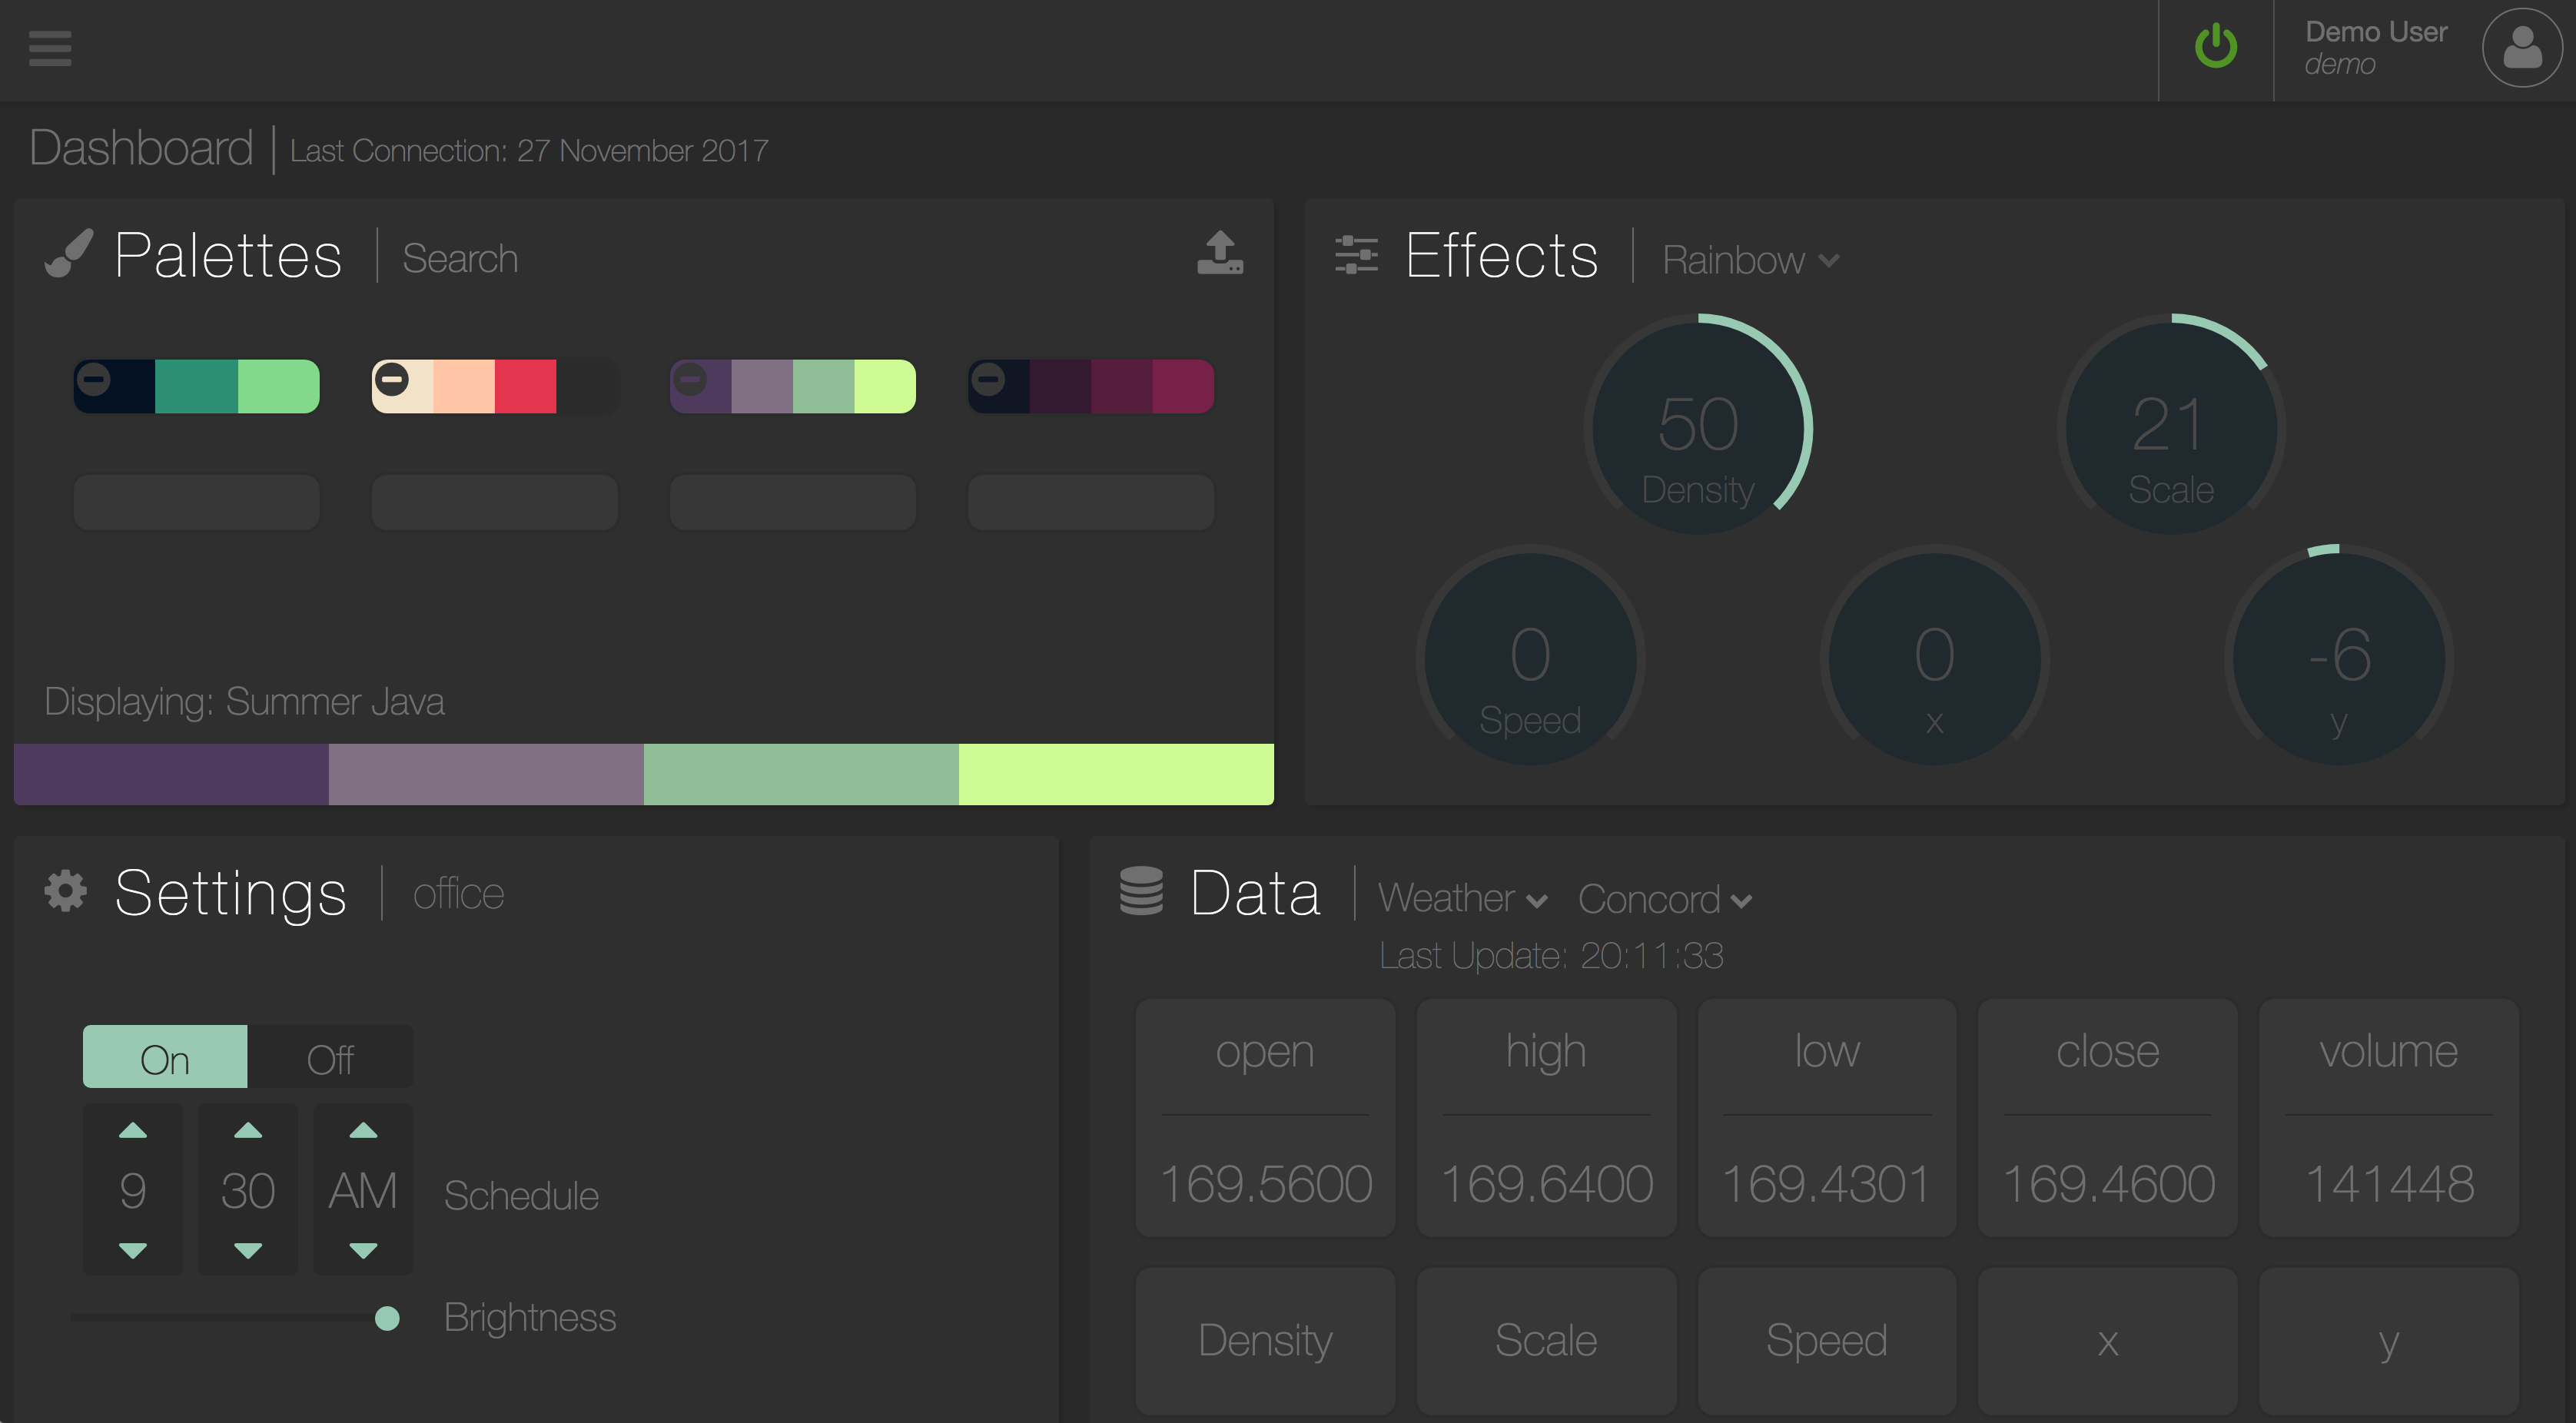 Demo User
demo
Dashboard
Last Connection: 27 November 2017
Palettes
Search
Displaying: Summer Java
Effects
Rainbow
50
Density
21
Scale
0
Speed
0
x
-6
y
Settings
office
On
Off
9
30
AM
Schedule
Brightness
Data
Weather
Concord
Last Update: 20:11:33
open
high
low
close
volume
169.5600
169.6400
169.4301
169.4600
141448
Density
Scale
Speed
x
y